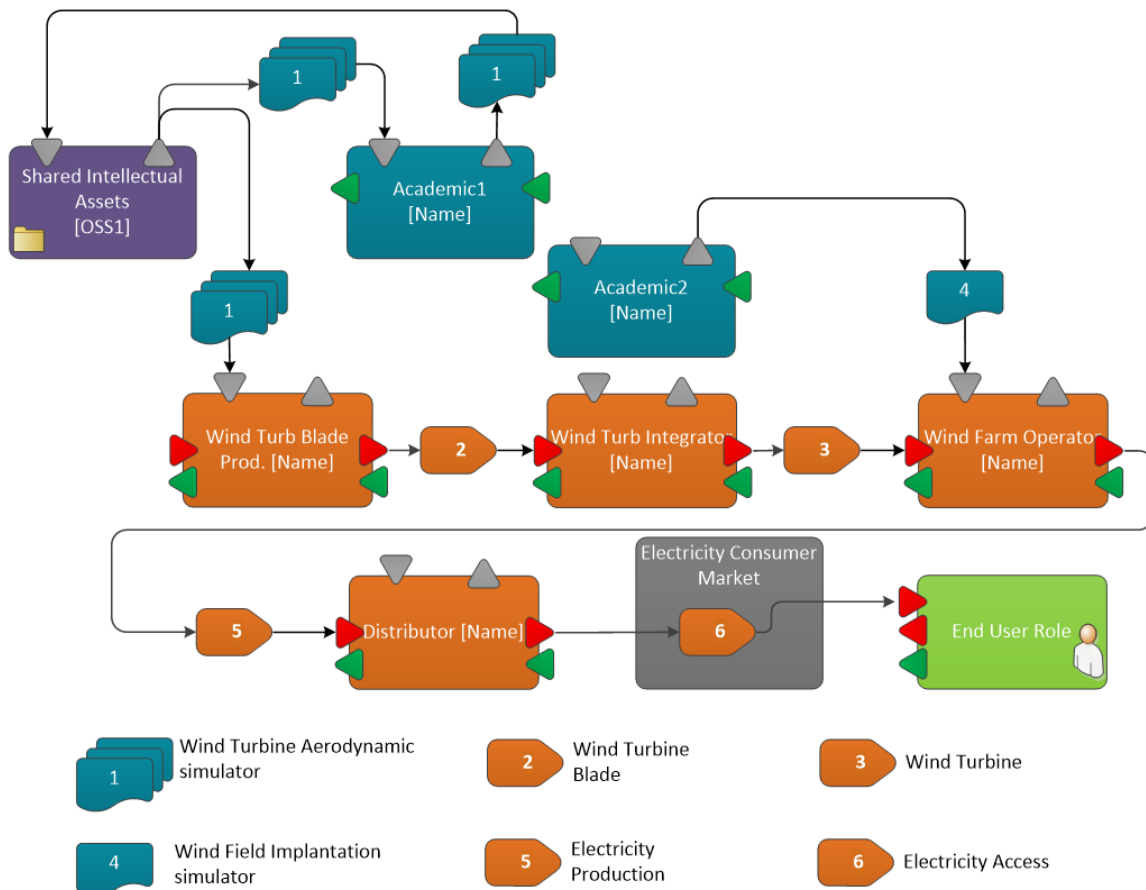 1
1
Shared Intellectual
Assets
[OSS1]
Academic1
[Name]
Academic2
[Name]
1
4
Wind Turb Blade
Prod. [Name]
2
Wind Turb Integrator
[Name]
3
Wind Farm Operator
[Name]
5
Distributor [Name]
Electricity Consumer
Market
6
End User Role
1
Wind Turbine Aerodynamic
simulator
2
Wind Turbine
Blade
3
Wind Turbine
4
Wind Field Implantation
simulator
5
Electricity
Production
6
Electricity Access